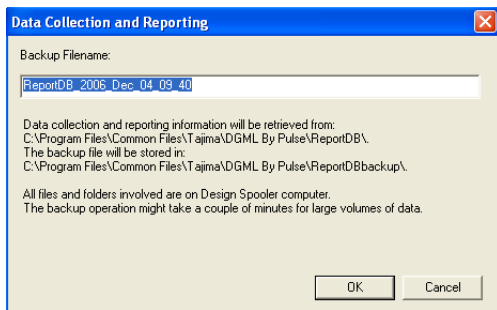 Data Collection and Reporting
Backup Filename:
ReportDB_2006_Dec_04_09_40
Data collection and reporting information will be retrieved from:
C:\Program Files\Common Files\Tajima\DGML By Pulse\ReportDB\.
The backup file will be stored in:
C:\Program Files\Common Files\Tajima\DGML By Pulse\ReportDBbackup\.
All files and folders involved are on Design Spooler computer.
The backup operation might take a couple of minutes for large volumes of data.
OK Cancel